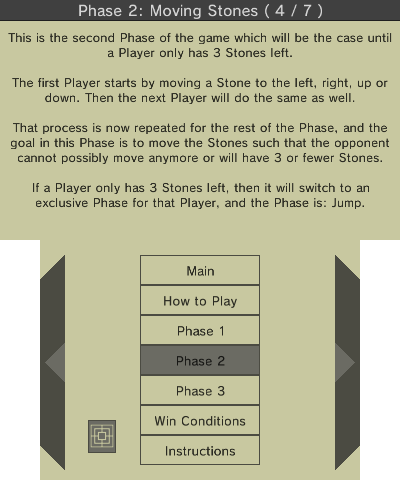 Phase 2: Moving Stones ( 4 / 7 )
This is the second Phase of the game which will be the case until
a Player only has 3 Stones left.
The first Player starts by moving a Stone to the left, right, up or
down. Then the next Player will do the same as well.
That process is now repeated for the rest of the Phase, and the
goal in this Phase is to move the Stones such that the opponent
cannot possibly move anymore or will have 3 or fewer Stones.
If a Player only has 3 Stones left, then it will switch to an
exclusive Phase for that Player, and the Phase is: Jump.
Main
How to Play
Phase 1
Phase 2
Phase 3
Win Conditions
Instructions